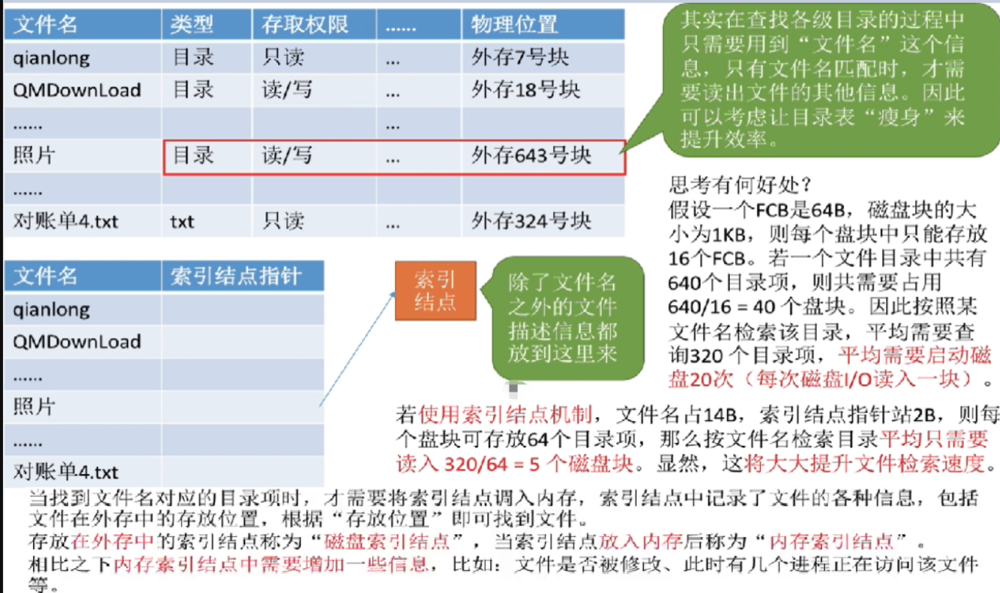 文件名 类型 存取权限 …… 物理位置
qianlong 目录 只读 ... 外存7号块
QMDownLoad 目录 读/写 ... 外存18号块
…… ...
照片 目录 读/写 ... 外存643号块
……
对账单4.txt txt 只读 ... 外存324号块
其实在查找各级目录的过程中
只需要用到“文件名”这个信
息，只有文件名匹配时，才需
要读出文件的其他信息。因此
可以考虑让目录表“瘦身”来
提升效率。
思考有何好处？
假设一个FCB是64B，磁盘块的大
小为1KB，则每个盘块中只能存放
16个FCB。若一个文件目录中共有
640个目录项，则共需要占用
640/16 = 40 个盘块。因此按照某
文件名检索该目录，平均需要查
询320 个目录项，平均需要启动磁
盘20次（每次磁盘I/O读入一块）。
文件名 索引结点指针
qianlong
QMDownLoad
……
照片
……
对账单4.txt
索引
结点
除了文件名
之外的文件
描述信息都
放到这里来
若使用索引结点机制，文件名占14B，索引结点指针站2B，则每
个盘块可存放64个目录项，那么按文件名检索目录平均只需要
读入 320/64 = 5 个磁盘块。显然，这将大大提升文件检索速度。
当找到文件名对应的目录项时，才需要将索引结点调入内存，索引结点中记录了文件的各种信息，包括
文件在外存中的存放位置，根据“存放位置”即可找到文件。
存放在外存中的索引结点称为“磁盘索引结点”，当索引结点放入内存后称为“内存索引结点”。
相比之下内存索引结点中需要增加一些信息，比如：文件是否被修改、此时有几个进程正在访问该文件
等。